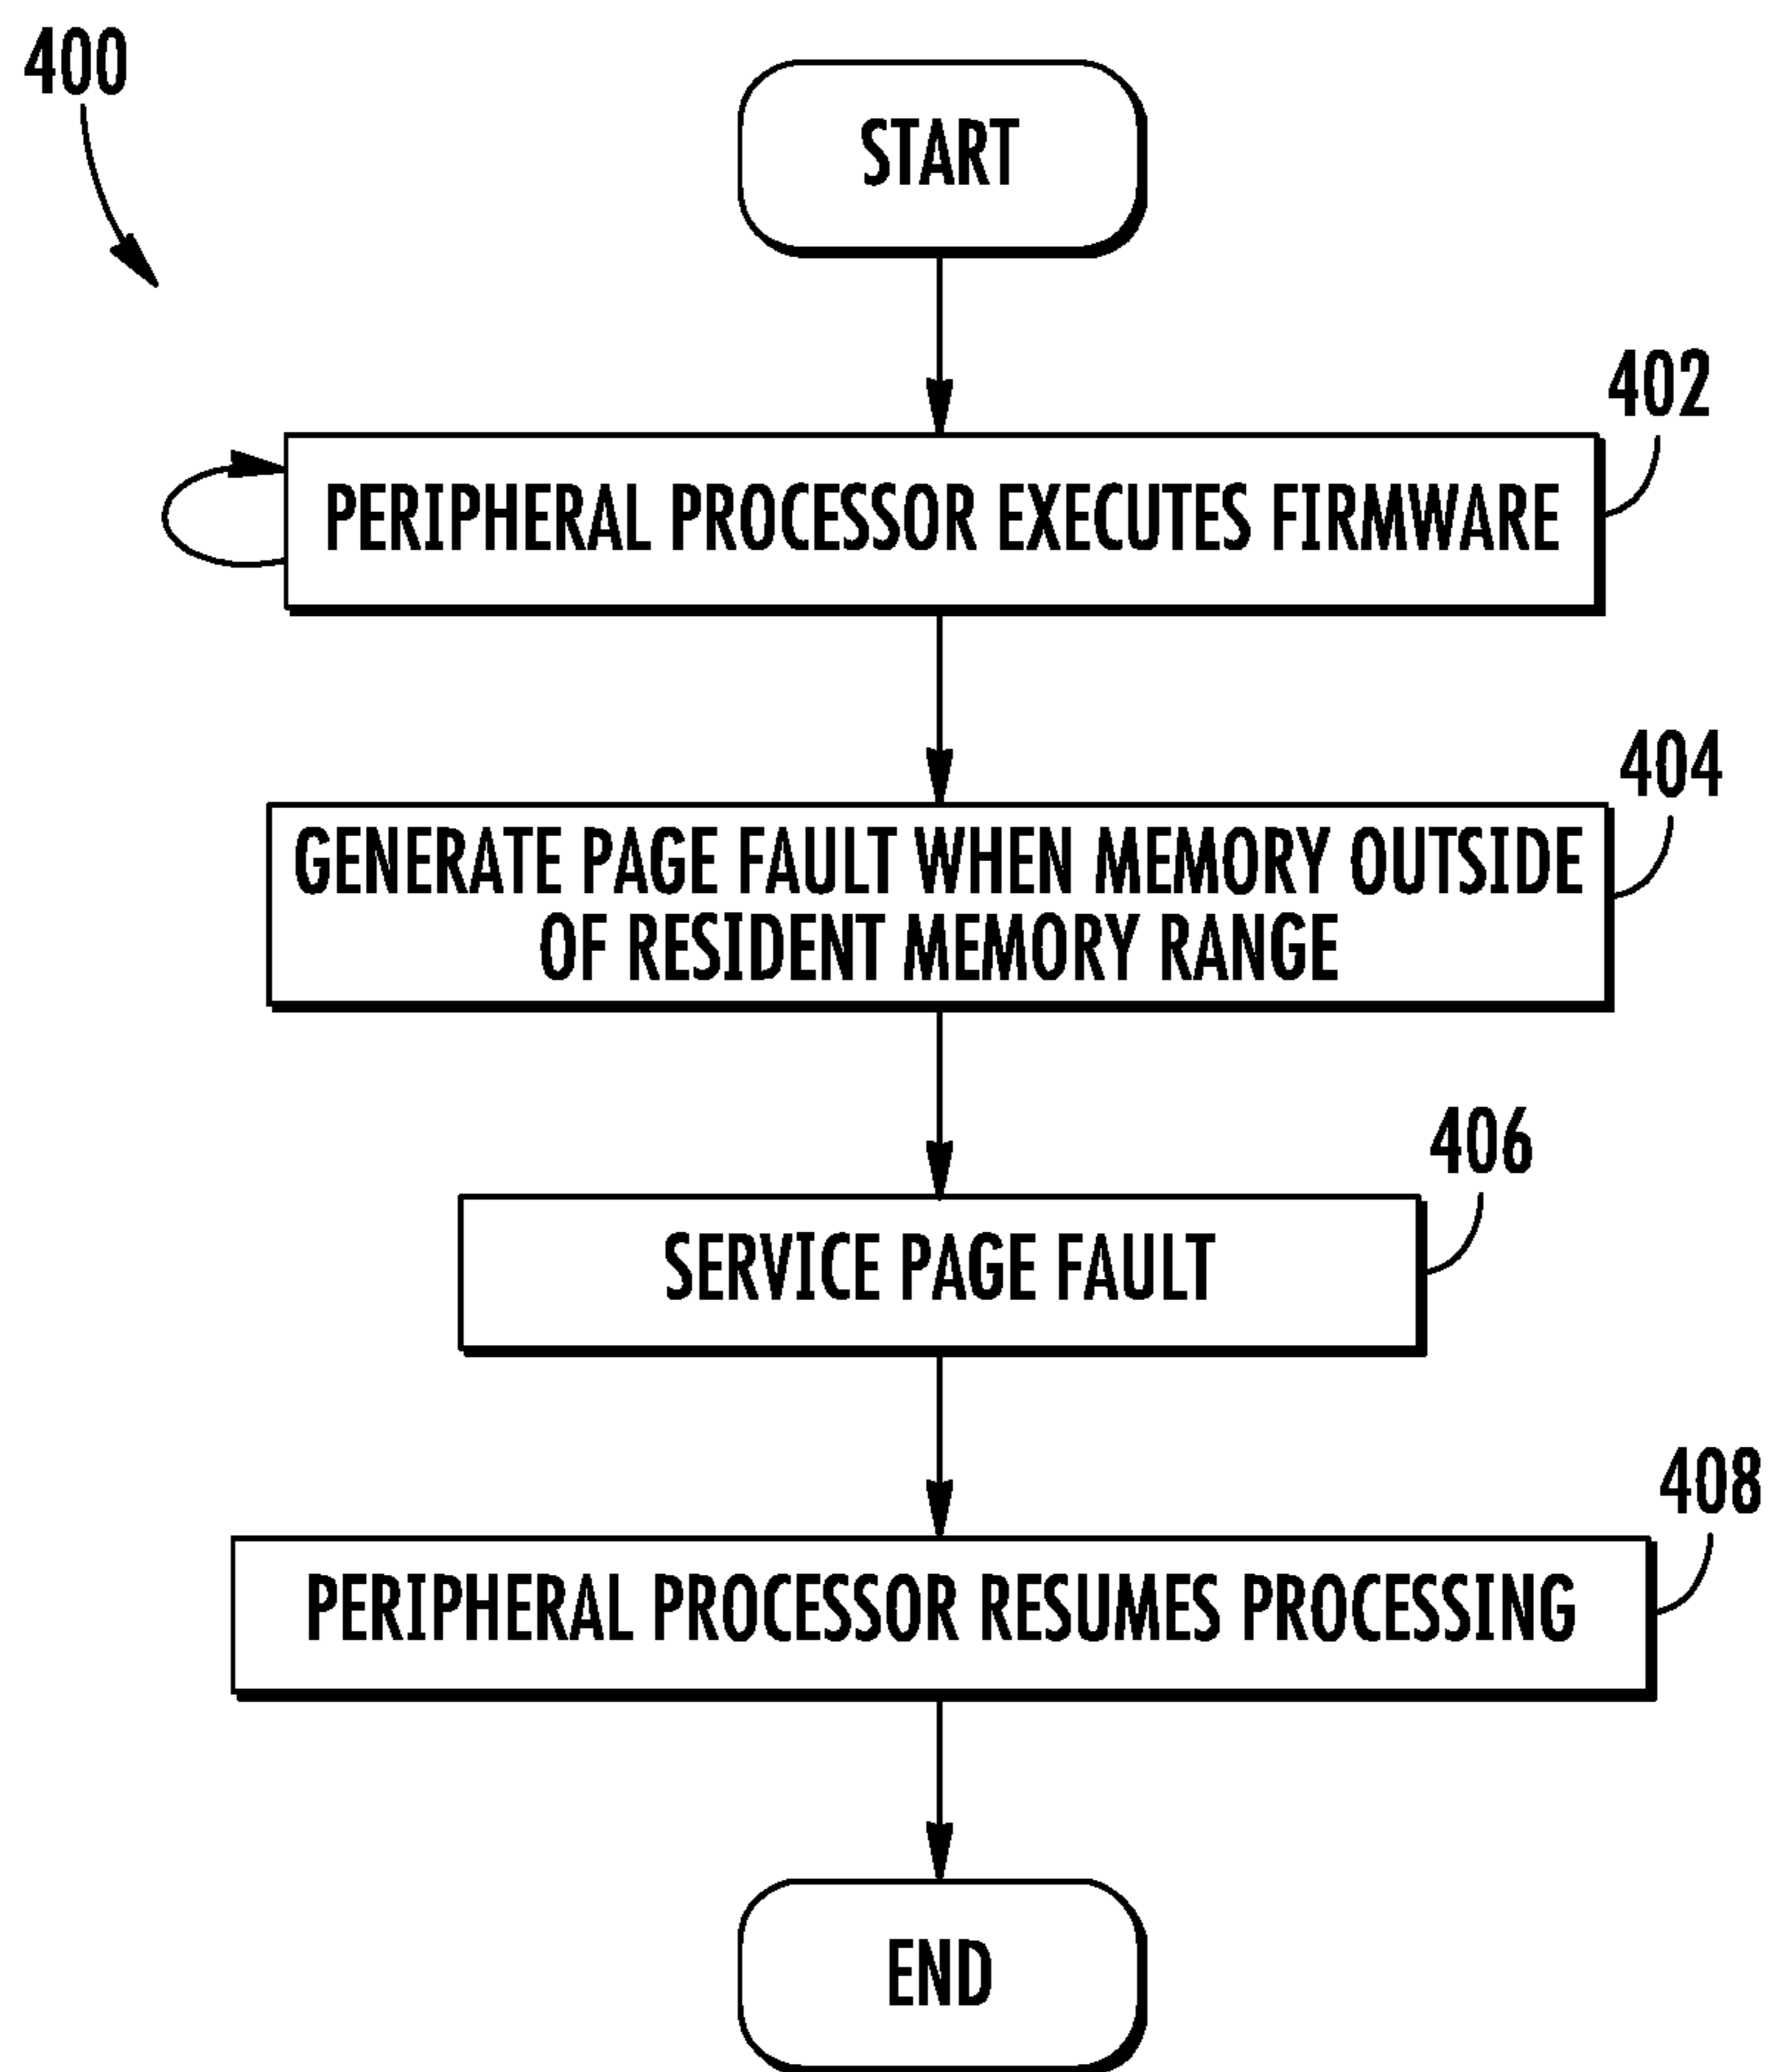 400
START
402
PERIPHERAL PROCESSOR EXECUTES FIRMWARE
404
GENERATE PAGE FAULT WHEN MEMORY OUTSIDE
OF RESIDENT MEMORY RANGE
406
SERVICE PAGE FAULT
408
PERIPHERAL PROCESSOR RESUMES PROCESSING
END